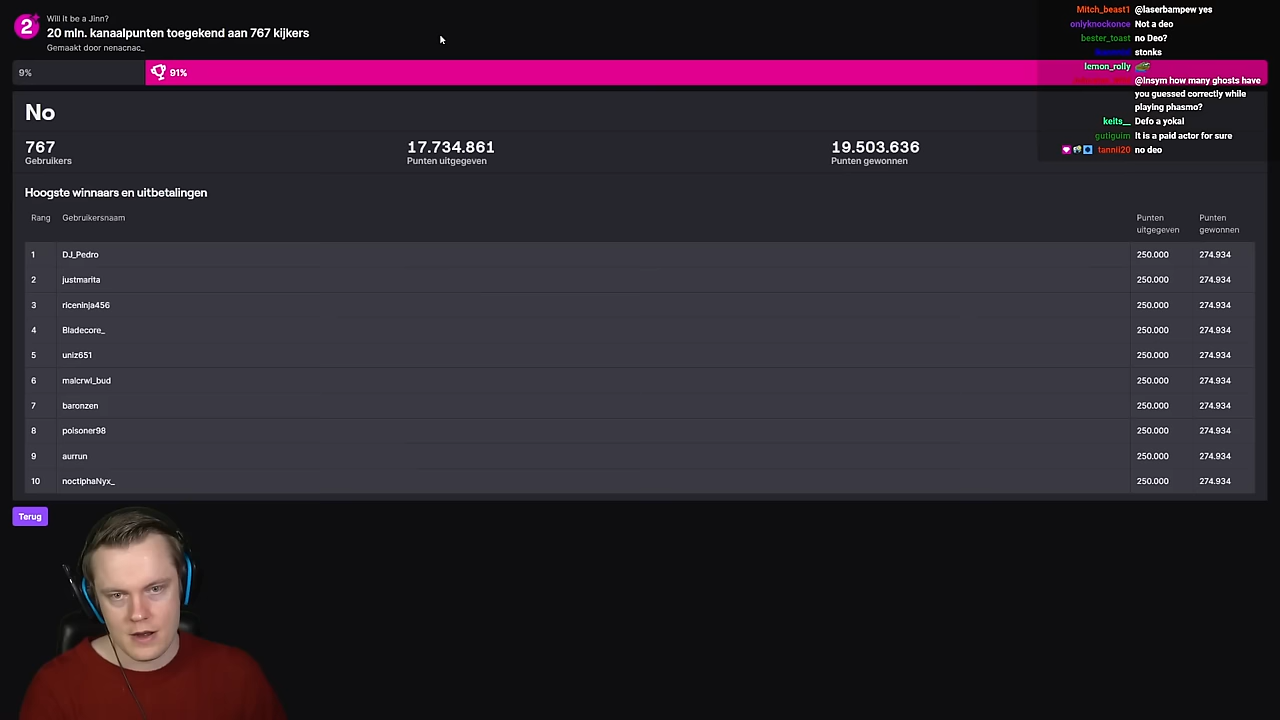 2
Will it be a Jinn?
20 mln. kanaalpunten toegekend aan 767 kijkers
Gemaakt door nenacnac_
9%
91%
No
767
Gebruikers
17.734.861
Punten uitgegeven
19.503.636
Punten gewonnen
Hoogste winnaars en uitbetalingen
Rang Gebruikersnaam Punten uitgegeven Punten gewonnen
1 DJ_Pedro 250.000 274.934
2 justmarita 250.000 274.934
3 riceninja456 250.000 274.934
4 Bladecore_ 250.000 274.934
5 uniz651 250.000 274.934
6 malcrwl_bud 250.000 274.934
7 baronzen 250.000 274.934
8 poisoner98 250.000 274.934
9 aurrun 250.000 274.934
10 noctiphaNyx_ 250.000 274.934
Terug
Mitch_beast1 @laserbampew yes
onlyknockonce Not a deo
bester_toast no Deo?
stonks
lemon_rolly
@Insym how many ghosts have
you guessed correctly while
playing phasmo?
keits__ Defo a yokai
gutiguim It is a paid actor for sure
tannil20 no deo